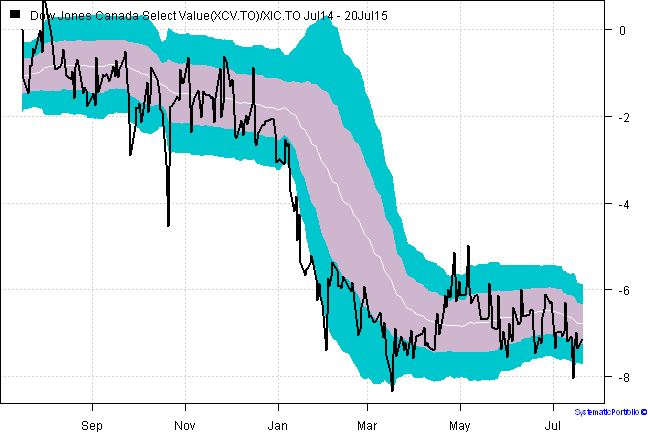 Dow Jones Canada Select Value(XCV.TO)/XIC.TO Jul14 - 20Jul15
0
-2
-4
-6
-8
Sep Nov Jan Mar May Jul
SystematicPortfolio ©